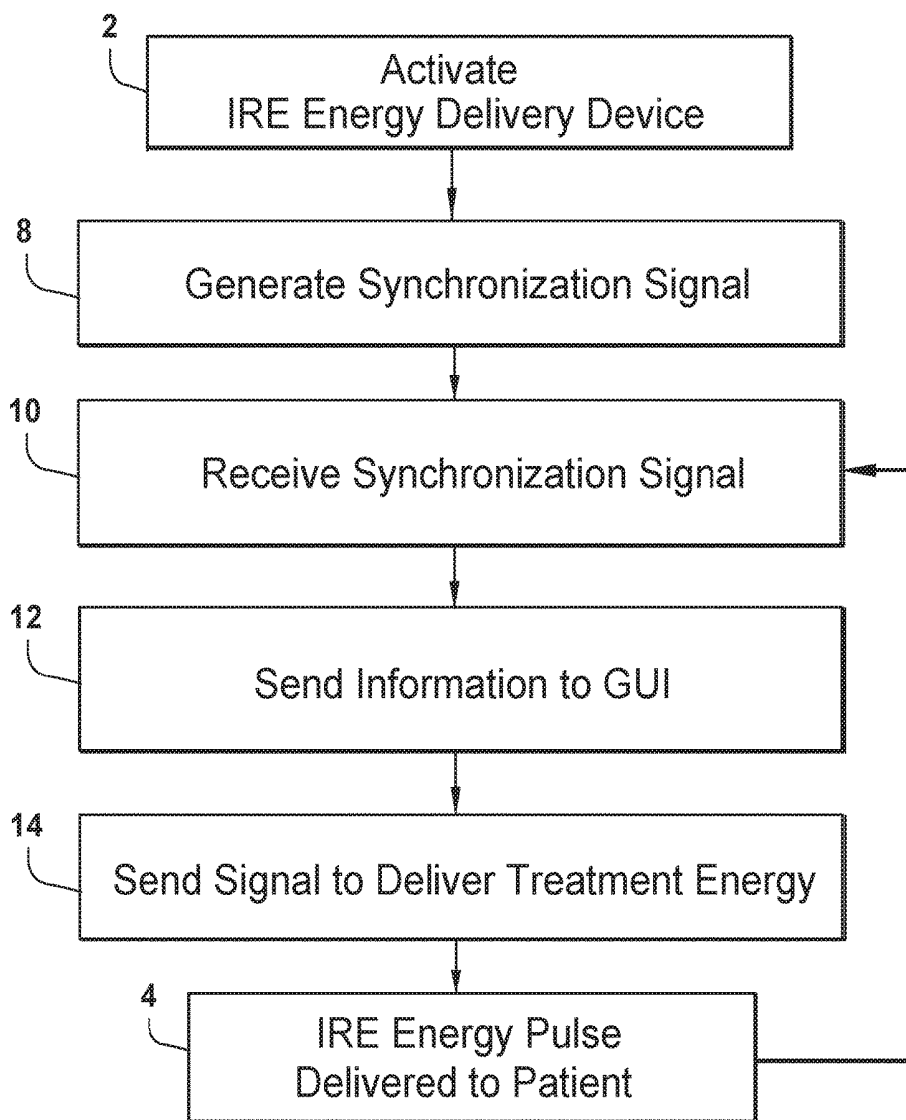 2
Activate
IRE Energy Delivery Device
8
Generate Synchronization Signal
10
Receive Synchronization Signal
12
Send Information to GUI
14
Send Signal to Deliver Treatment Energy
4
IRE Energy Pulse
Delivered to Patient